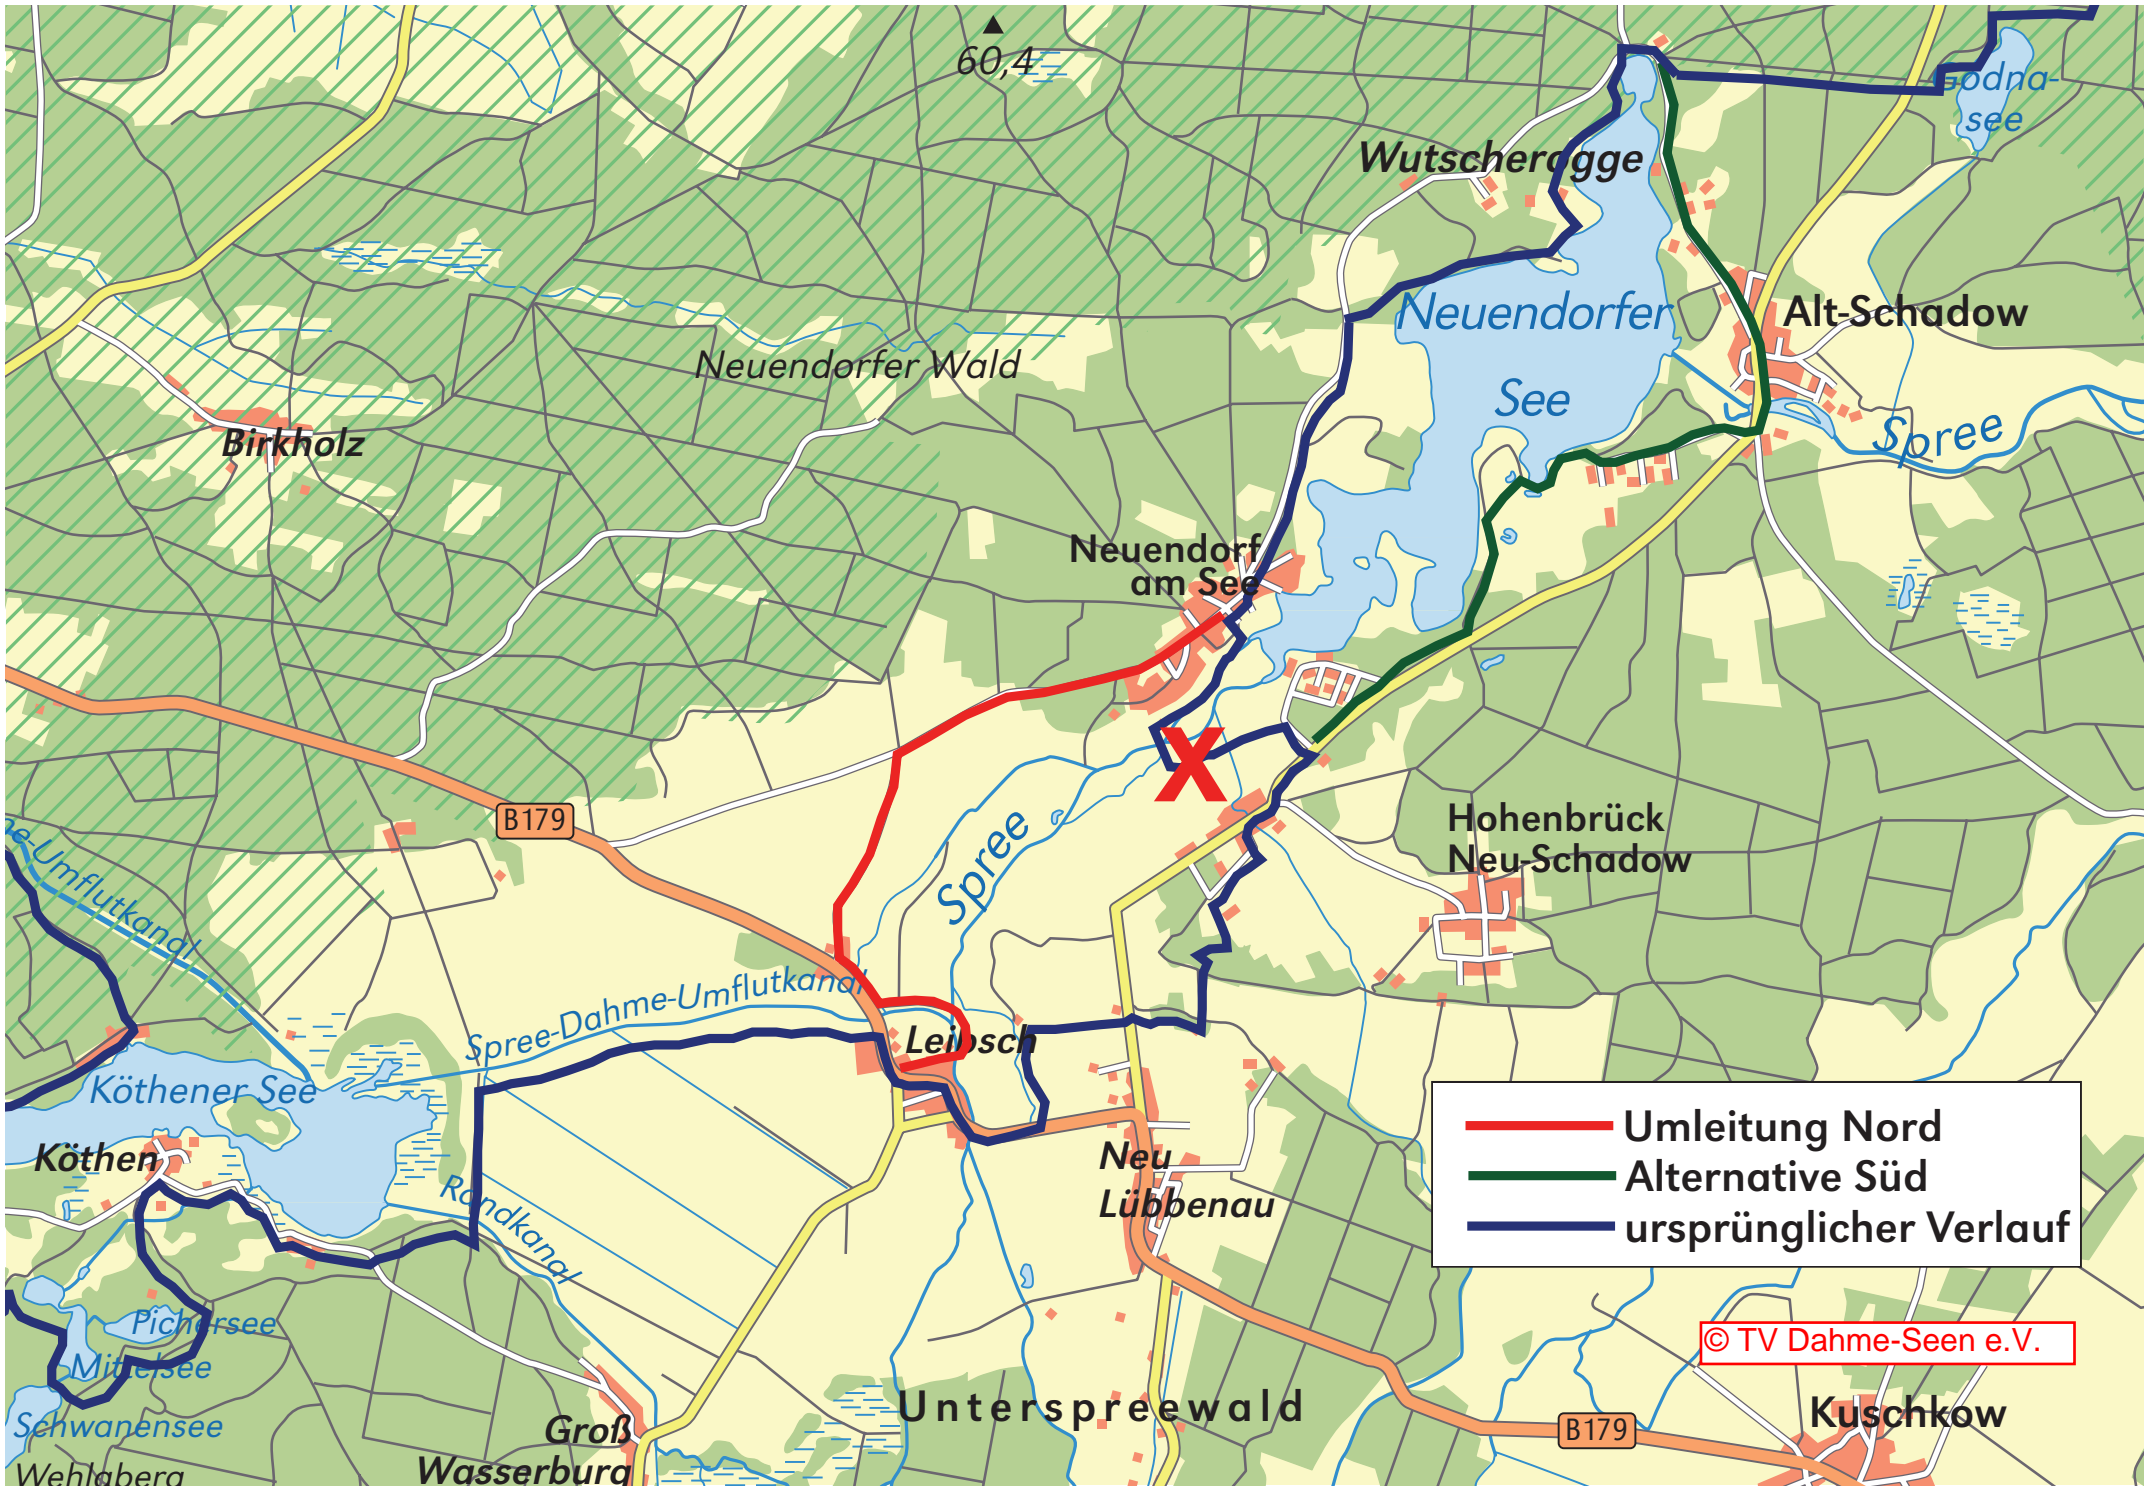 60,4
Godna-
see
Wutscherogge
Neuendorfer
See
Alt-Schadow
Neuendorfer Wald
Spree
Birkholz
Neuendorf
am See
B179
Hohenbrück
Neu-Schadow
Spree
e-Umflutkanal
Spree-Dahme-Umflutkanal
Leibsch
Köthener See
Köthen
Randkanal
Neu
Lübbenau
Umleitung Nord
Alternative Süd
ursprünglicher Verlauf
Pichersee
Mittelsee
© TV Dahme-Seen e.V.
Schwanensee
Groß
Wasserburg
Unterspreewald
B179
Kuschkow
Wehlaberg